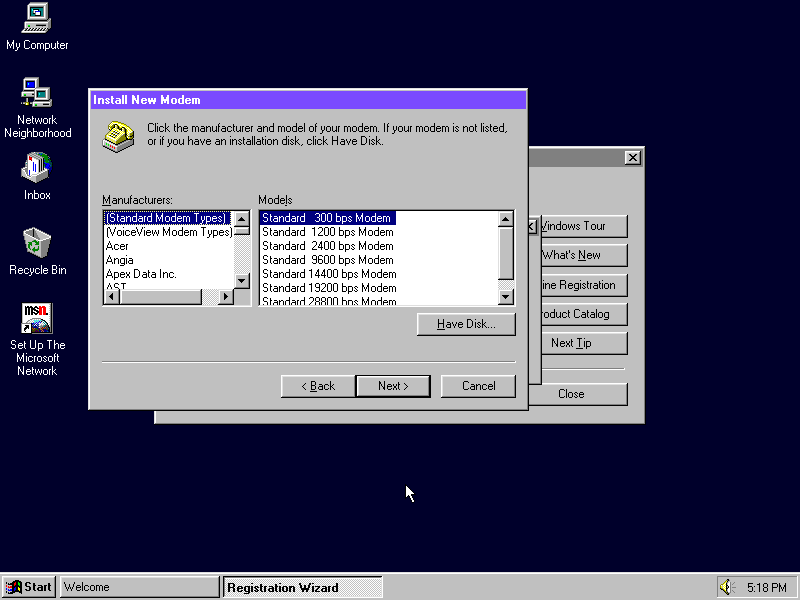 My Computer
Network
Neighborhood
Inbox
Recycle Bin
msn
Set Up The
Microsoft
Network
Install New Modem
Click the manufacturer and model of your modem. If your modem is not listed,
or if you have an installation disk, click Have Disk.
Manufacturers:
(Standard Modem Types)
(VoiceView Modem Types)
Acer
Angia
Apex Data Inc.
AST
Models
Standard 300 bps Modem
Standard 1200 bps Modem
Standard 2400 bps Modem
Standard 9600 bps Modem
Standard 14400 bps Modem
Standard 19200 bps Modem
Standard 28800 bps Modem
Have Disk...
< Back
Next >
Cancel
indows Tour
What's New
ine Registration
roduct Catalog
Next Tip
Close
Start
Welcome
Registration Wizard
5:18 PM